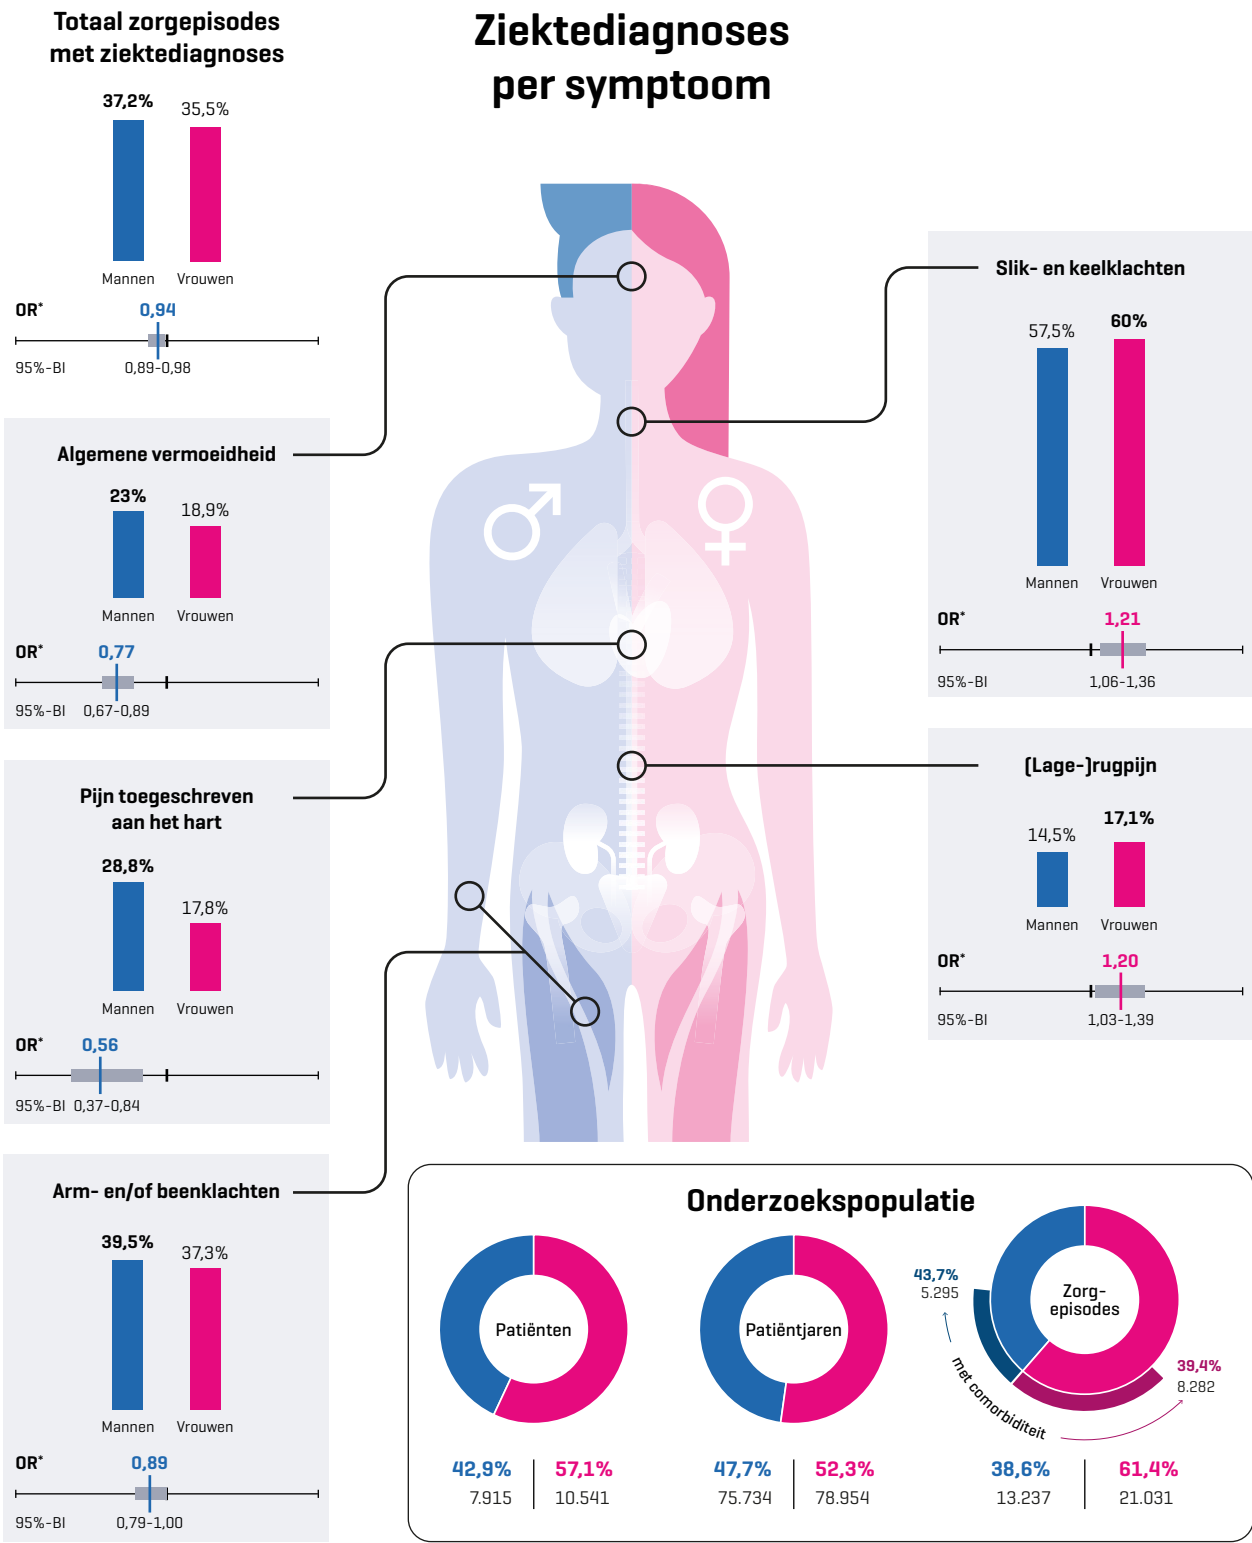 Ziektediagnoses
per symptoom
Totaal zorgepisodes
met ziektediagnoses
37,2%
35,5%
Mannen
Vrouwen
OR*
0,94
95%-BI
0,89-0,98
Algemene vermoeidheid
23%
18,9%
Mannen
Vrouwen
OR*
0,77
95%-BI
0,67-0,89
Pijn toegeschreven
aan het hart
28,8%
17,8%
Mannen
Vrouwen
OR*
0,56
95%-BI
0,37-0,84
Arm- en/of beenklachten
39,5%
37,3%
Mannen
Vrouwen
OR*
0,89
95%-BI
0,79-1,00
Slik- en keelklachten
57,5%
60%
Mannen
Vrouwen
OR*
1,21
95%-BI
1,06-1,36
(Lage-)rugpijn
14,5%
17,1%
Mannen
Vrouwen
OR*
1,20
95%-BI
1,03-1,39
Onderzoekspopulatie
Patiënten
42,9%
57,1%
7.915
10.541
Patiëntjaren
47,7%
52,3%
75.734
78.954
Zorg-
episodes
43,7%
5.295
met comorbiditeit
39,4%
8.282
38,6%
61,4%
13.237
21.031